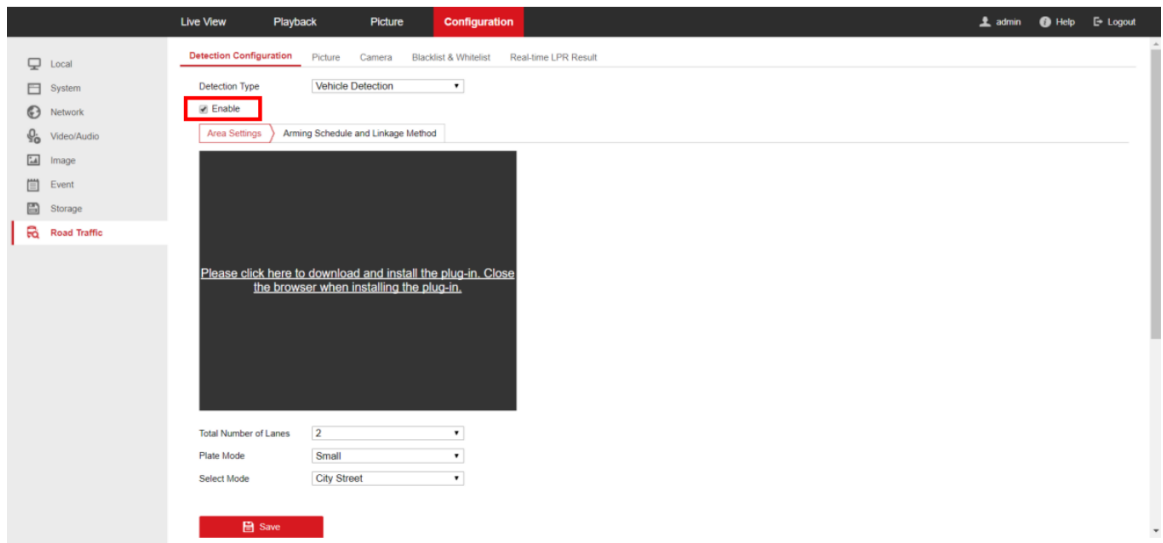 Live View Playback Picture Configuration admin Help Logout
Local
System
Network
Video/Audio
Image
Event
Storage
Road Traffic
Detection Configuration Picture Camera Blacklist & Whitelist Real-time LPR Result
Detection Type Vehicle Detection
Enable
Area Settings Arming Schedule and Linkage Method
Please click here to download and install the plug-in. Close
the browser when installing the plug-in.
Total Number of Lanes 2
Plate Mode Small
Select Mode City Street
Save